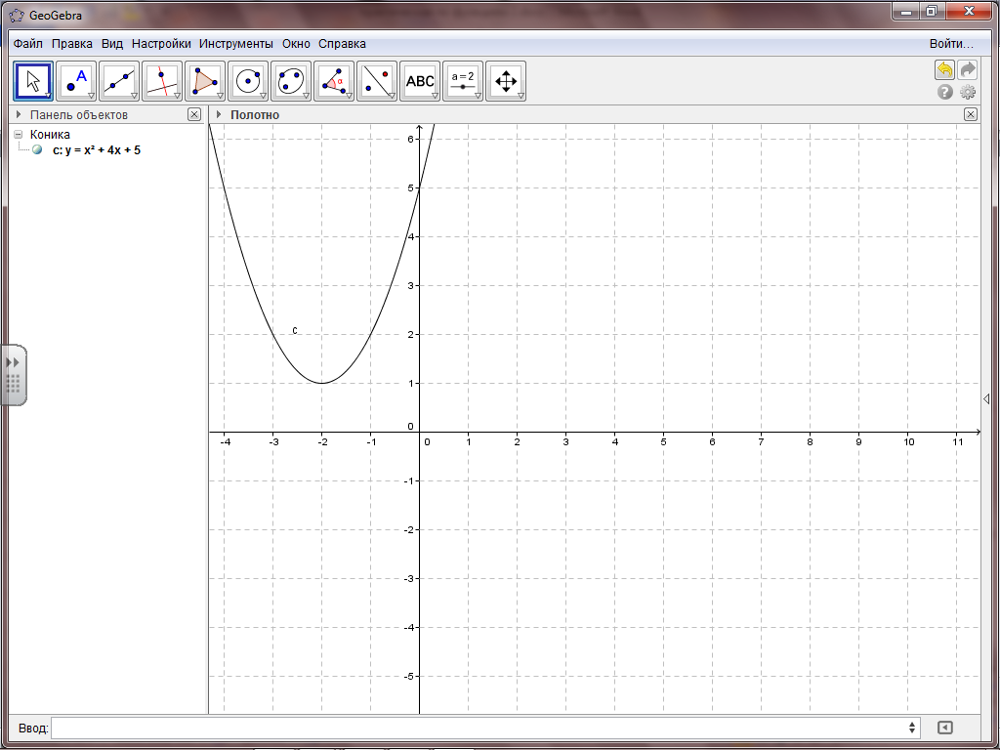 GeoGebra
Файл Правка Вид Настройки Инструменты Окно Справка Войти...
A α ABC a = 2
Панель объектов
Полотно
Коника
c: y = x² + 4x + 5
6
5
4
3
c
2
1
0
-4 -3 -2 -1 0 1 2 3 4 5 6 7 8 9 10 11
-1
-2
-3
-4
-5
Ввод: